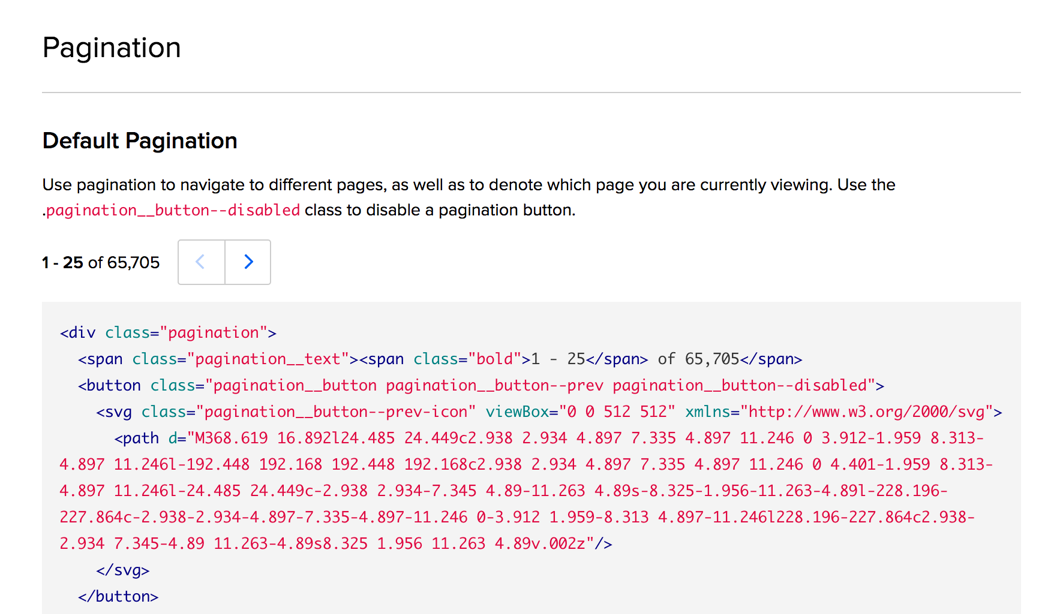 Pagination
Default Pagination
Use pagination to navigate to different pages, as well as to denote which page you are currently viewing. Use the
.pagination__button--disabled class to disable a pagination button.
1 - 25 of 65,705
<div class="pagination">
<span class="pagination__text"><span class="bold">1 - 25</span> of 65,705</span>
<button class="pagination__button pagination__button--prev pagination__button--disabled">
<svg class="pagination__button--prev-icon" viewBox="0 0 512 512" xmlns="http://www.w3.org/2000/svg">
<path d="M368.619 16.892l24.485 24.449c2.938 2.934 4.897 7.335 4.897 11.246 0 3.912-1.959 8.313-
4.897 11.246l-192.448 192.168 192.448 192.168c2.938 2.934 4.897 7.335 4.897 11.246 0 4.401-1.959 8.313-
4.897 11.246l-24.485 24.449c-2.938 2.934-7.345 4.89-11.263 4.89s-8.325-1.956-11.263-4.89l-228.196-
227.864c-2.938-2.934-4.897-7.335-4.897-11.246 0-3.912 1.959-8.313 4.897-11.246l228.196-227.864c2.938-
2.934 7.345-4.89 11.263-4.89s8.325 1.956 11.263 4.89v.002z"/>
</svg>
</button>